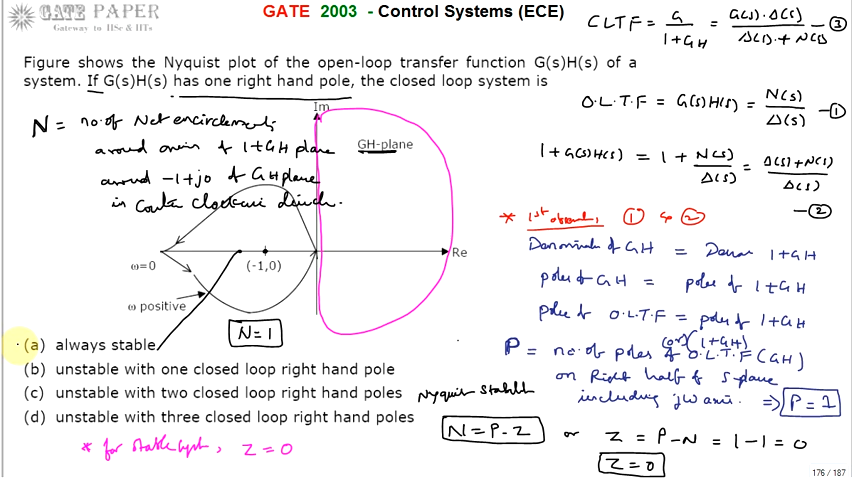 GATE PAPER
Gateway to IISc & IITs
GATE 2003 - Control Systems (ECE)
CLTF = G / 1+GH = G(s)·Δ(s) / Δ(s)+N(s) —③
Figure shows the Nyquist plot of the open-loop transfer function G(s)H(s) of a
system. If G(s)H(s) has one right hand pole, the closed loop system is
O.L.T.F = G(s)H(s) = N(s) / Δ(s) —①
1+G(s)H(s) = 1+ N(s) / Δ(s) = Δ(s)+N(s) / Δ(s)
—②
Im
GH-plane
N = no.of Net encirclements
around origin of 1+GH plane
around -1+j0 of GH plane
in counter clockwise direction.
ω=0
(-1,0)
Re
ω positive
N=1
* 1st observe, ① & ②
Denominator of GH = Denom 1+GH
poles of GH = poles of 1+GH
poles of O.L.T.F = poles of 1+GH
(or) (1+GH)
P = no.of poles of O.L.T.F (GH)
on Right half of s-plane
including jω axis. ⇒ P=1
(a) always stable
(b) unstable with one closed loop right hand pole
(c) unstable with two closed loop right hand poles
(d) unstable with three closed loop right hand poles
Nyquist
N=P-Z or Z = P-N = 1-1=0
Z=0
* for stable, Z=0
176 / 187